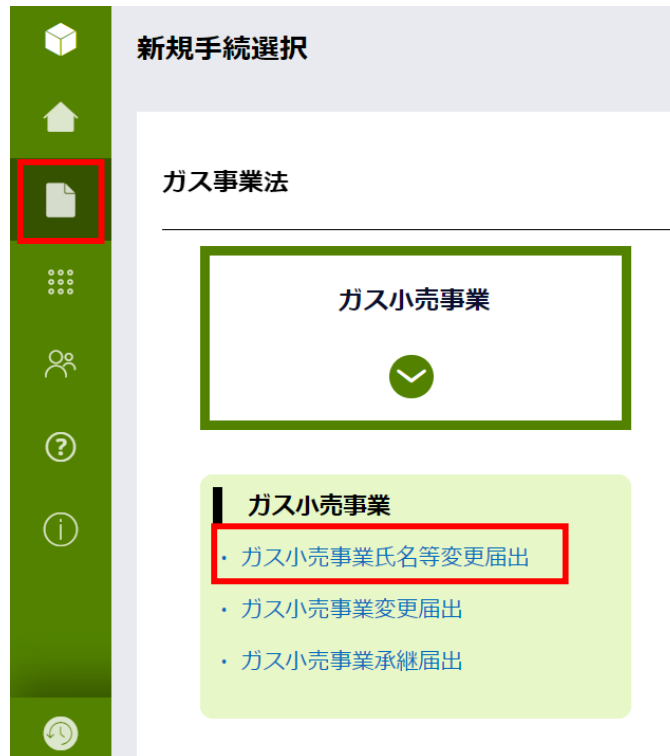 新規手続選択
ガス事業法
ガス小売事業
ガス小売事業
・ガス小売事業氏名等変更届出
・ガス小売事業変更届出
・ガス小売事業承継届出